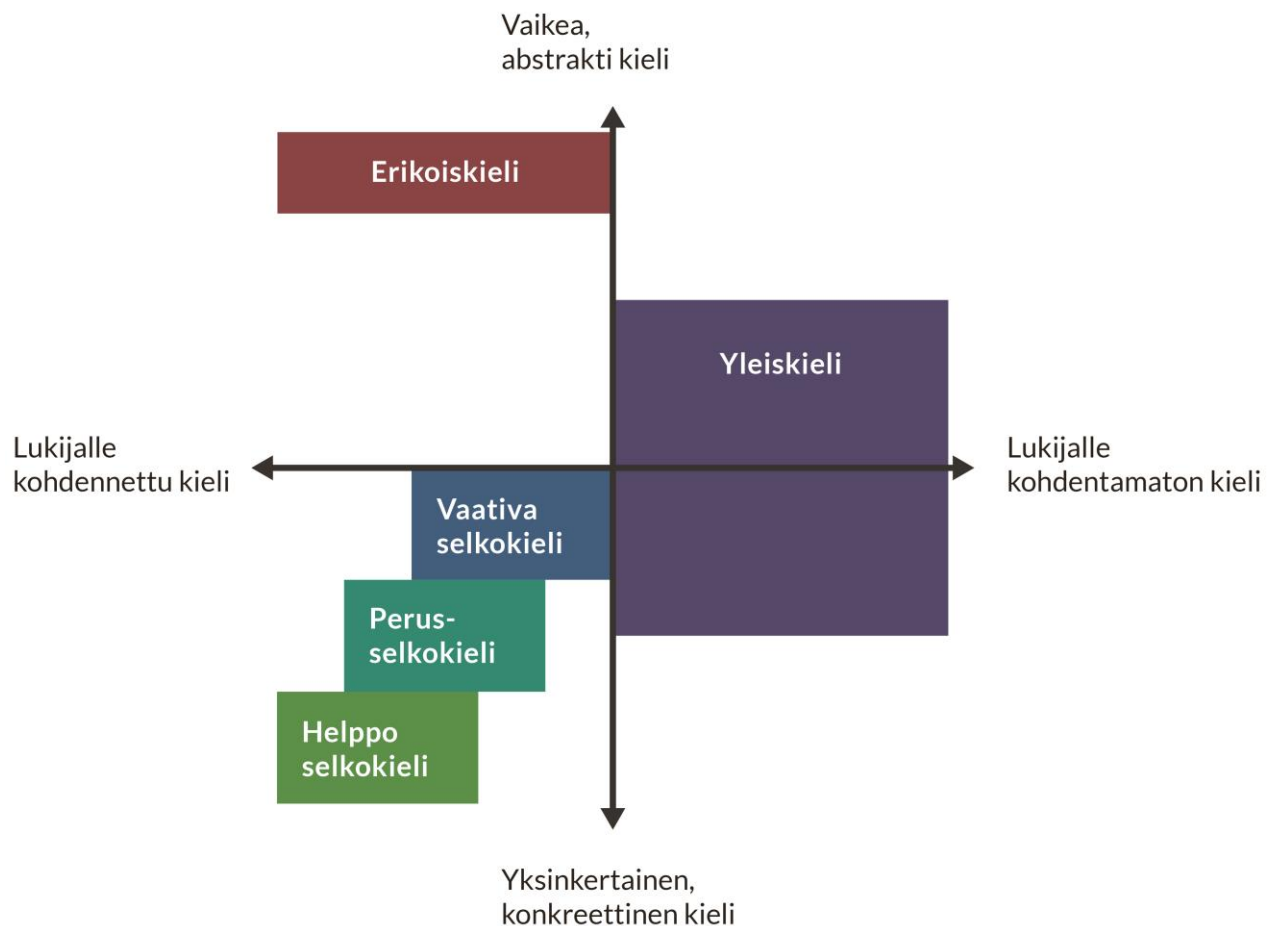 Vaikea,
abstrakti kieli
Erikoiskieli
Yleiskieli
Lukijalle
kohdennettu kieli
Lukijalle
kohdentamaton kieli
Vaativa
selkokieli
Perus-
selkokieli
Helppo
selkokieli
Yksinkertainen,
konkreettinen kieli